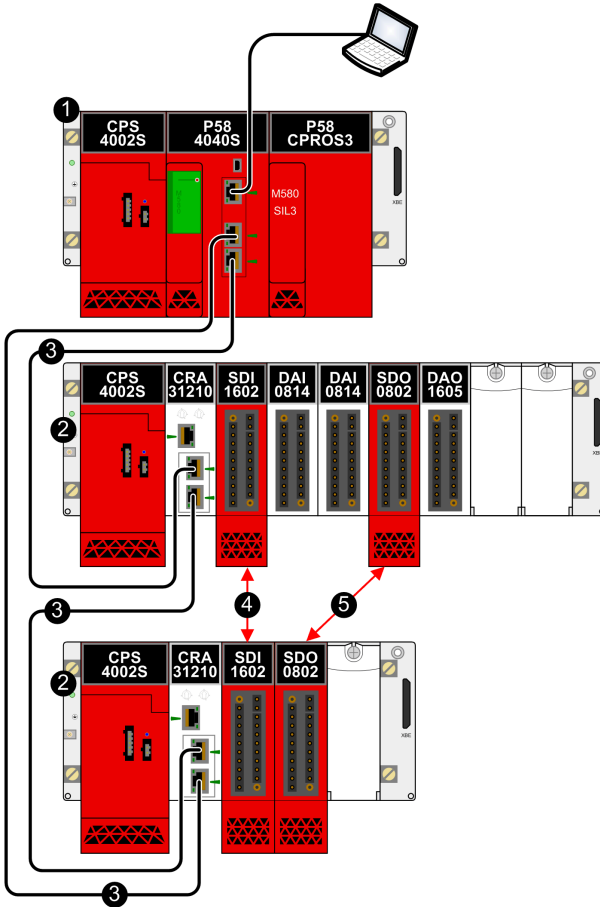 1
CPS
4002S
P58
4040S
P58
CPROS3
M580
SIL3
XBE
3
CPS
4002S
CRA
31210
SDI
1602
DAI
0814
DAI
0814
SDO
0802
DAO
1605
2
XBE
3
4
5
CPS
4002S
CRA
31210
SDI
1602
SDO
0802
2
XBE
3